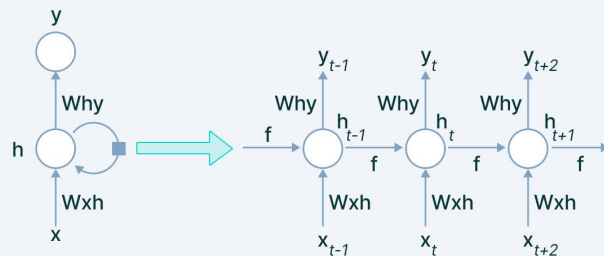 y
Why
h
Wxh
x
y t-1
y t
y t+2
Why
Why
Why
h t-1
h t
h t+1
f
f
f
f
Wxh
Wxh
Wxh
x t-1
x t
x t+2